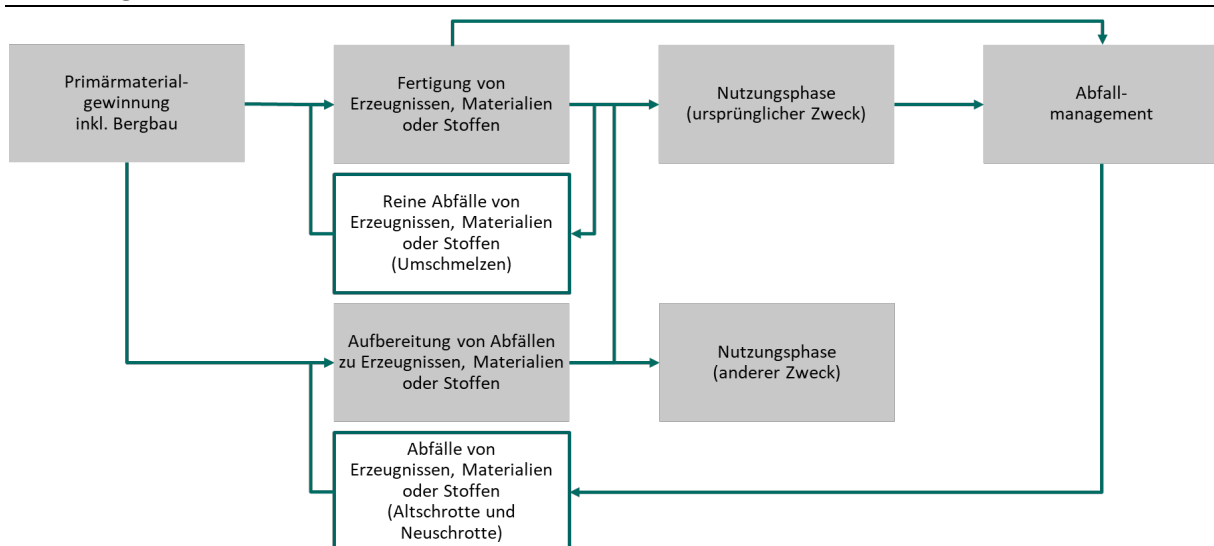 Primärmaterial-
gewinnung
inkl. Bergbau
Fertigung von
Erzeugnissen, Materialien
oder Stoffen
Nutzungsphase
(ursprünglicher Zweck)
Abfall-
management
Reine Abfälle von
Erzeugnissen, Materialien
oder Stoffen
(Umschmelzen)
Aufbereitung von Abfällen
zu Erzeugnissen, Materialien
oder Stoffen
Nutzungsphase
(anderer Zweck)
Abfälle von
Erzeugnissen, Materialien
oder Stoffen
(Altschrotte und
Neuschrotte)